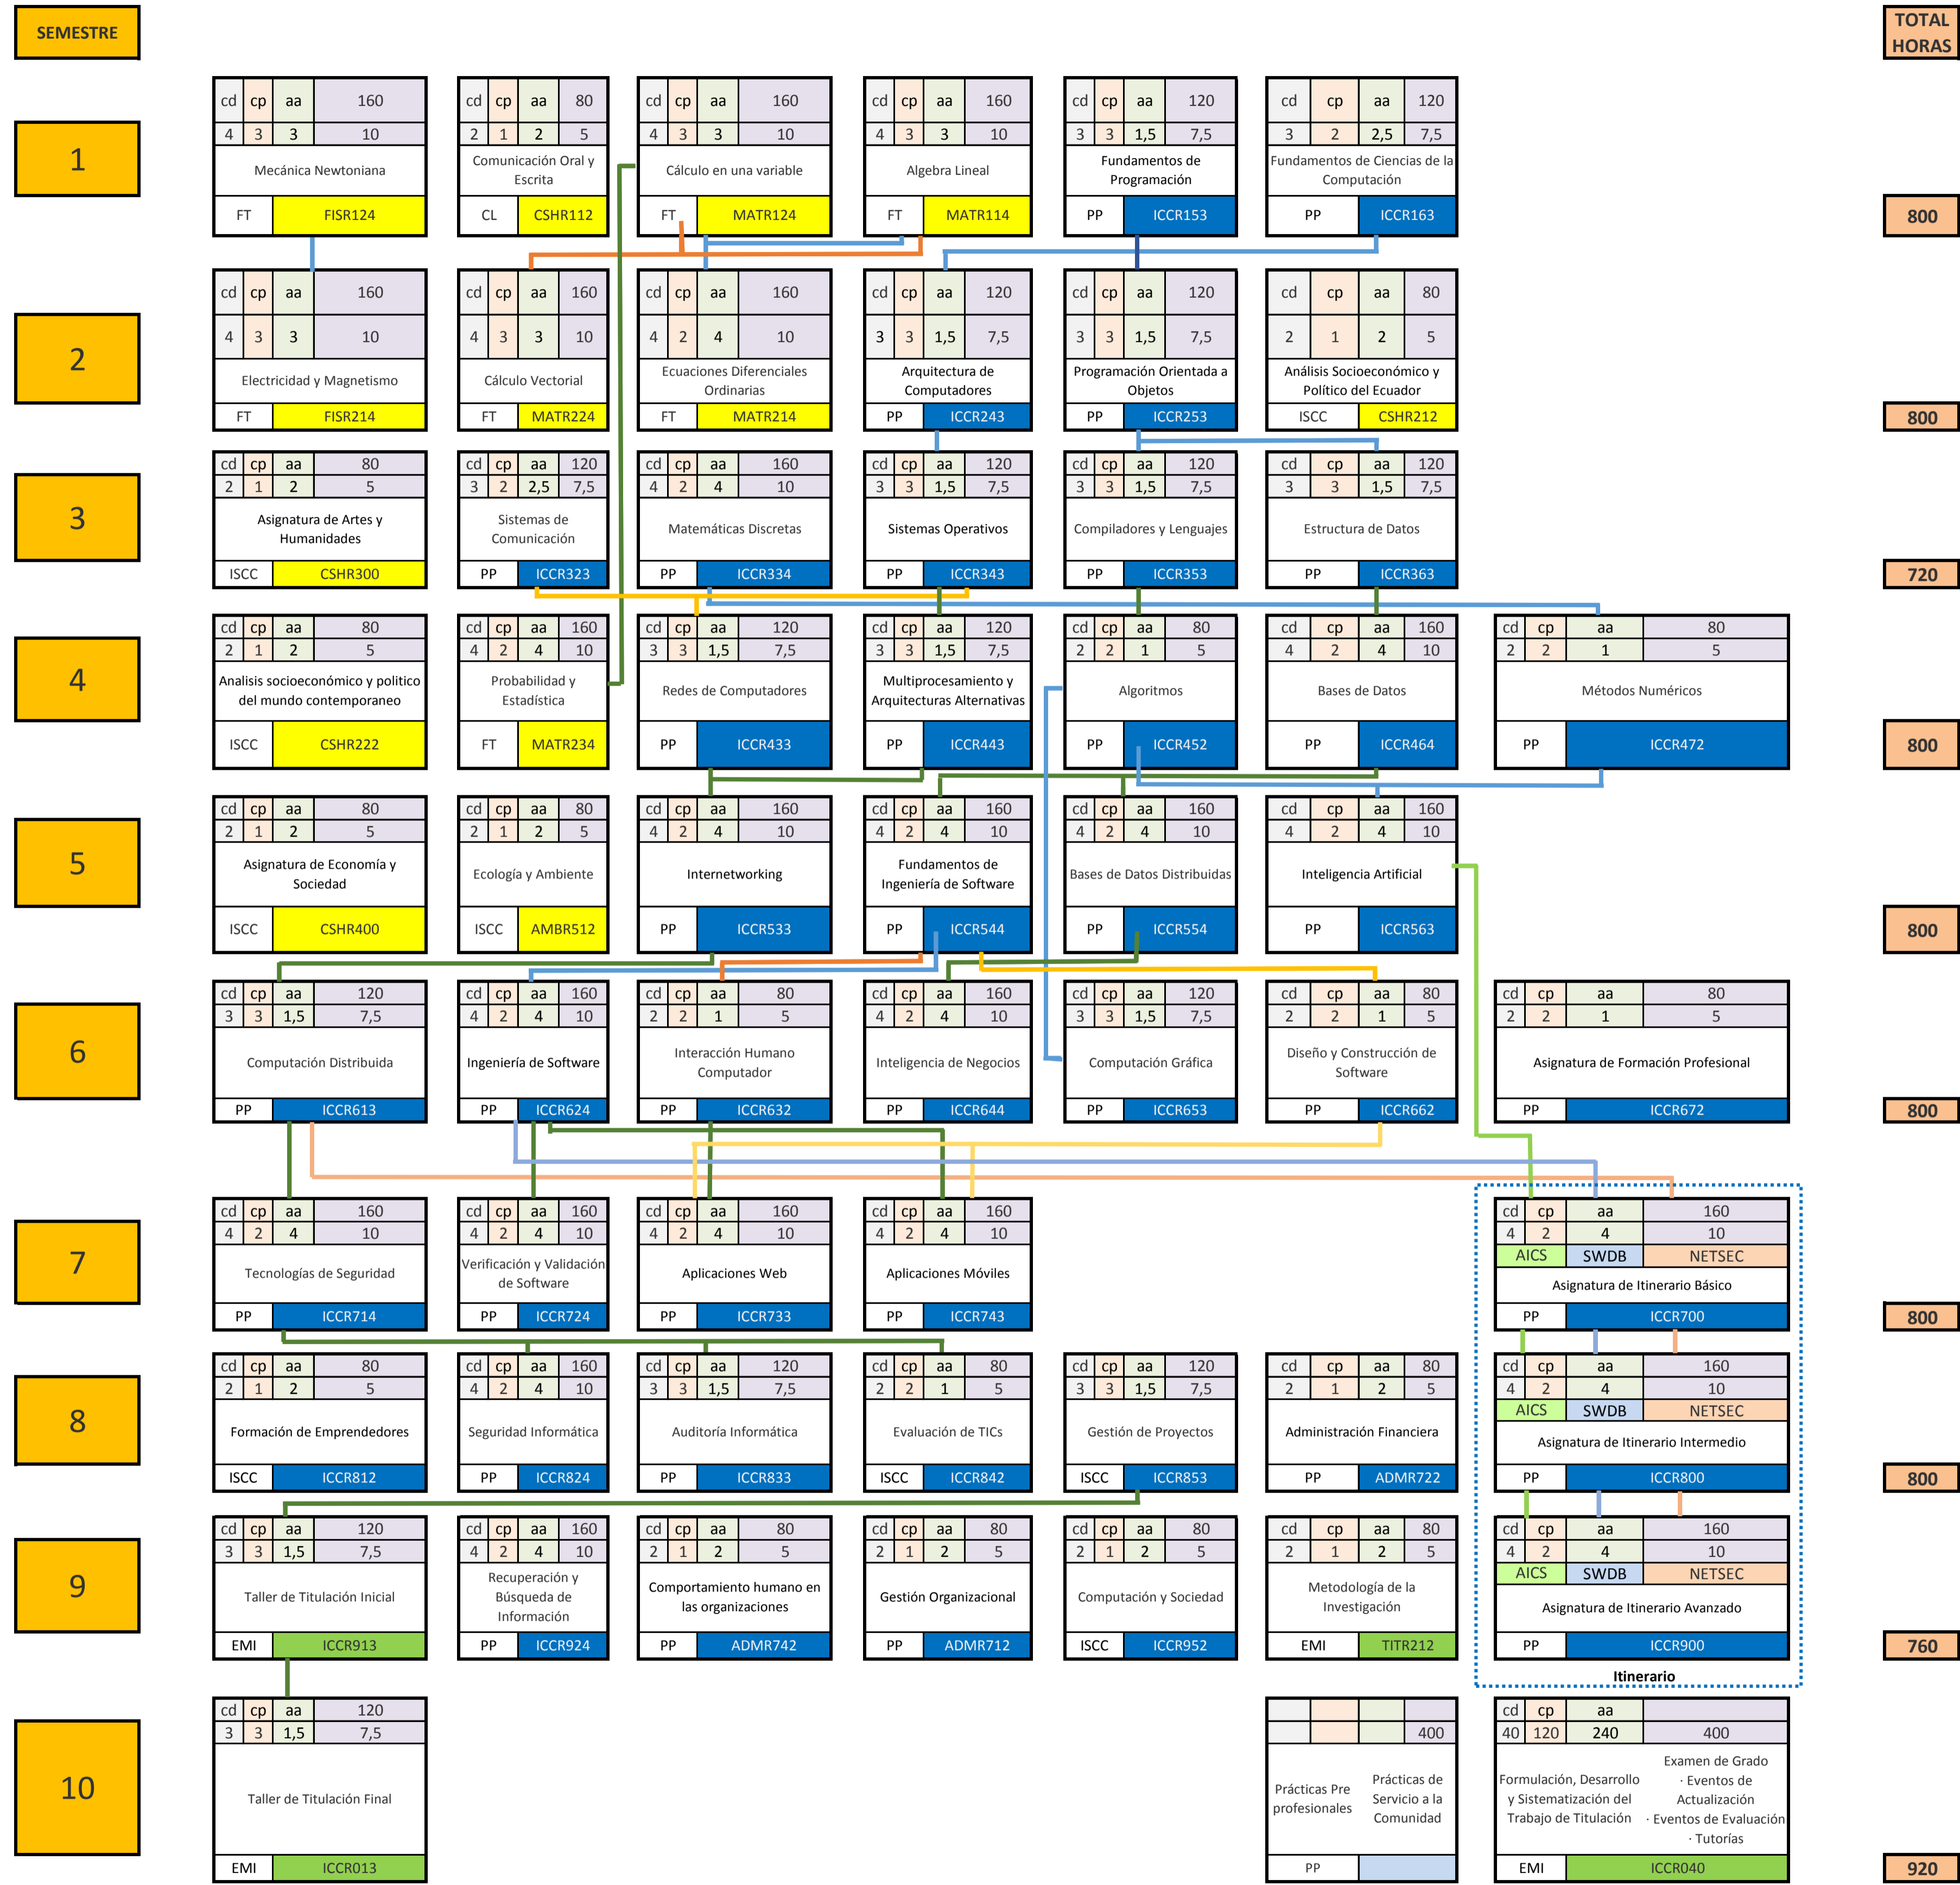 SEMESTRE
TOTAL
HORAS
cd cp aa 160 cd cp aa 80 cd cp aa 160 cd cp aa 160 cd cp aa 120 cd cp aa 120
4 3 3 10 2 1 2 5 4 3 3 10 4 3 3 10 3 3 1,5 7,5 3 2 2,5 7,5
1
Mecánica Newtoniana
Comunicación Oral y
Escrita
Cálculo en una variable
Algebra Lineal
Fundamentos de
Programación
Fundamentos de Ciencias de la
Computación
FT FISR124 CL CSHR112 FT MATR124 FT MATR114 PP ICCR153 PP ICCR163 800
cd cp aa 160 cd cp aa 160 cd cp aa 160 cd cp aa 120 cd cp aa 120 cd cp aa 80
4 3 3 10 4 3 3 10 4 2 4 10 3 3 1,5 7,5 3 3 1,5 7,5 2 1 2 5
2
Electricidad y Magnetismo
Cálculo Vectorial
Ecuaciones Diferenciales
Ordinarias
Arquitectura de
Computadores
Programación Orientada a
Objetos
Análisis Socioeconómico y
Político del Ecuador
FT FISR214 FT MATR224 FT MATR214 PP ICCR243 PP ICCR253 ISCC CSHR212 800
cd cp aa 80 cd cp aa 120 cd cp aa 160 cd cp aa 120 cd cp aa 120 cd cp aa 120
2 1 2 5 3 2 2,5 7,5 4 2 4 10 3 3 1,5 7,5 3 3 1,5 7,5 3 3 1,5 7,5
3
Asignatura de Artes y
Humanidades
Sistemas de
Comunicación
Matemáticas Discretas
Sistemas Operativos
Compiladores y Lenguajes
Estructura de Datos
ISCC CSHR300 PP ICCR323 PP ICCR334 PP ICCR343 PP ICCR353 PP ICCR363 720
cd cp aa 80 cd cp aa 160 cd cp aa 120 cd cp aa 120 cd cp aa 80 cd cp aa 160 cd cp aa 80
2 1 2 5 4 2 4 10 3 3 1,5 7,5 3 3 1,5 7,5 2 2 1 5 4 2 4 10 2 2 1 5
4
Analisis socioeconómico y politico
del mundo contemporaneo
Probabilidad y
Estadística
Redes de Computadores
Multiprocesamiento y
Arquitecturas Alternativas
Algoritmos
Bases de Datos
Métodos Numéricos
ISCC CSHR222 FT MATR234 PP ICCR433 PP ICCR443 PP ICCR452 PP ICCR464 PP ICCR472 800
cd cp aa 80 cd cp aa 80 cd cp aa 160 cd cp aa 160 cd cp aa 160 cd cp aa 160
2 1 2 5 2 1 2 5 4 2 4 10 4 2 4 10 4 2 4 10 4 2 4 10
5
Asignatura de Economía y
Sociedad
Ecología y Ambiente
Internetworking
Fundamentos de
Ingeniería de Software
Bases de Datos Distribuidas
Inteligencia Artificial
ISCC CSHR400 ISCC AMBR512 PP ICCR533 PP ICCR544 PP ICCR554 PP ICCR563 800
cd cp aa 120 cd cp aa 160 cd cp aa 80 cd cp aa 160 cd cp aa 120 cd cp aa 80 cd cp aa 80
3 3 1,5 7,5 4 2 4 10 2 2 1 5 4 2 4 10 3 3 1,5 7,5 2 2 1 5 2 2 1 5
6
Computación Distribuida
Ingeniería de Software
Interacción Humano
Computador
Inteligencia de Negocios
Computación Gráfica
Diseño y Construcción de
Software
Asignatura de Formación Profesional
PP ICCR613 PP ICCR624 PP ICCR632 PP ICCR644 PP ICCR653 PP ICCR662 PP ICCR672 800
cd cp aa 160 cd cp aa 160 cd cp aa 160 cd cp aa 160 cd cp aa 160
4 2 4 10 4 2 4 10 4 2 4 10 4 2 4 10 4 2 4 10
AICS SWDB NETSEC
7
Tecnologías de Seguridad
Verificación y Validación
de Software
Aplicaciones Web
Aplicaciones Móviles
Asignatura de Itinerario Básico
PP ICCR714 PP ICCR724 PP ICCR733 PP ICCR743 PP ICCR700 800
cd cp aa 80 cd cp aa 160 cd cp aa 120 cd cp aa 80 cd cp aa 120 cd cp aa 80 cd cp aa 160
2 1 2 5 4 2 4 10 3 3 1,5 7,5 2 2 1 5 3 3 1,5 7,5 2 1 2 5 4 2 4 10
AICS SWDB NETSEC
8
Formación de Emprendedores
Seguridad Informática
Auditoría Informática
Evaluación de TICs
Gestión de Proyectos
Administración Financiera
Asignatura de Itinerario Intermedio
ISCC ICCR812 PP ICCR824 PP ICCR833 ISCC ICCR842 ISCC ICCR853 PP ADMR722 PP ICCR800 800
cd cp aa 120 cd cp aa 160 cd cp aa 80 cd cp aa 80 cd cp aa 80 cd cp aa 80 cd cp aa 160
3 3 1,5 7,5 4 2 4 10 2 1 2 5 2 1 2 5 2 1 2 5 2 1 2 5 4 2 4 10
AICS SWDB NETSEC
9
Taller de Titulación Inicial
Recuperación y
Búsqueda de
Información
Comportamiento humano en
las organizaciones
Gestión Organizacional
Computación y Sociedad
Metodología de la
Investigación
Asignatura de Itinerario Avanzado
EMI ICCR913 PP ICCR924 PP ADMR742 PP ADMR712 ISCC ICCR952 EMI TITR212 PP ICCR900 760
Itinerario
cd cp aa 120 cd cp aa
3 3 1,5 7,5 400 40 120 240 400
10
Taller de Titulación Final
Prácticas Pre
profesionales
Prácticas de
Servicio a la
Comunidad
Formulación, Desarrollo
y Sistematización del
Trabajo de Titulación
Examen de Grado
· Eventos de
Actualización
· Eventos de Evaluación
· Tutorías
EMI ICCR013 PP EMI ICCR040 920